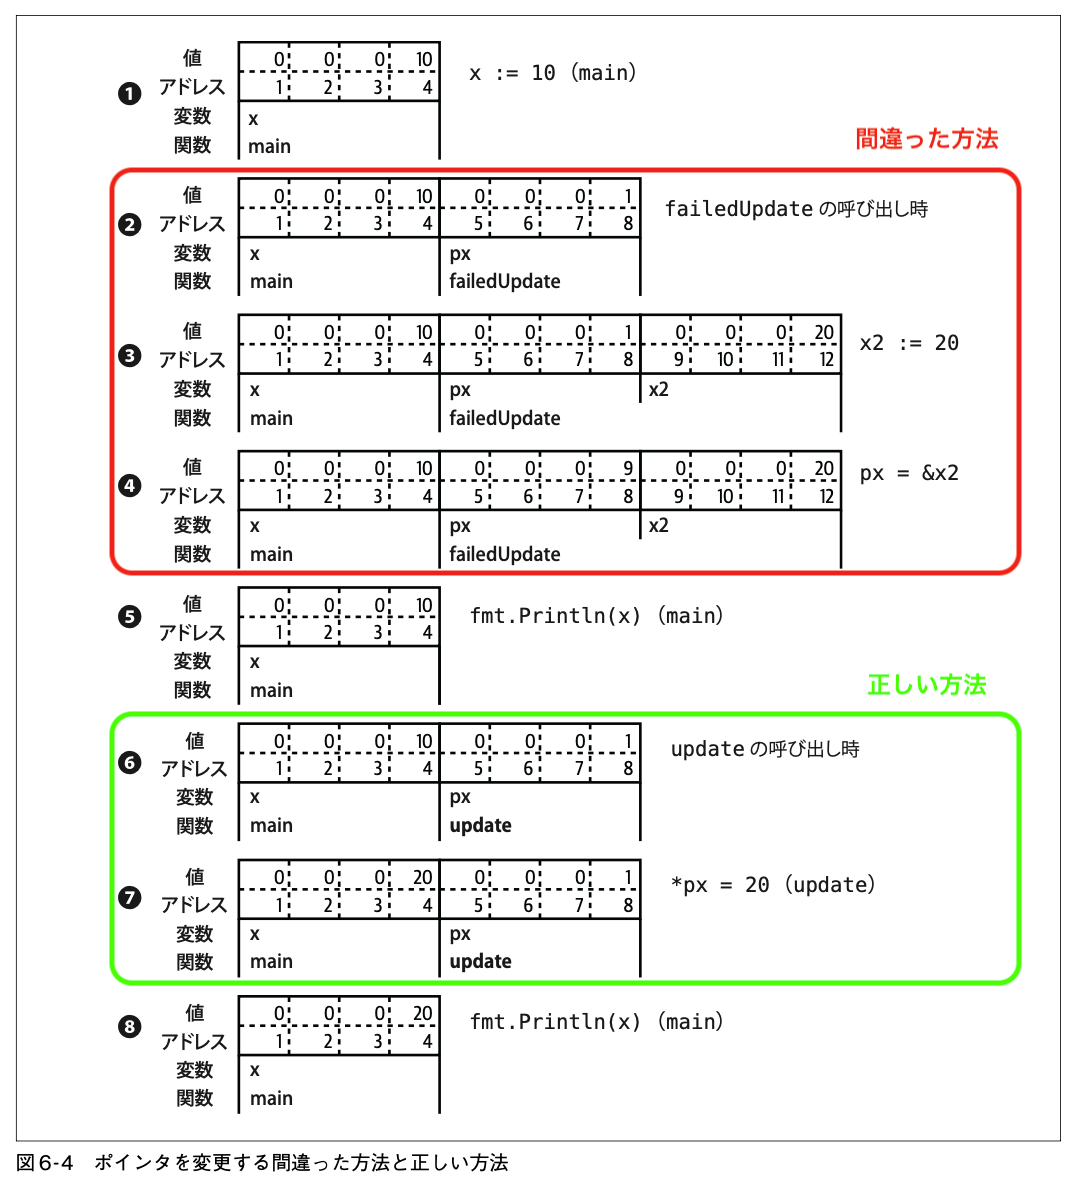 値 0 0 0 10 x := 10（main）
❶ アドレス 1 2 3 4
変数 x
関数 main
間違った方法
値 0 0 0 10 0 0 0 1 failedUpdate の呼び出し時
❷ アドレス 1 2 3 4 5 6 7 8
変数 x px
関数 main failedUpdate
値 0 0 0 10 0 0 0 1 0 0 0 20 x2 := 20
❸ アドレス 1 2 3 4 5 6 7 8 9 10 11 12
変数 x px x2
関数 main failedUpdate
値 0 0 0 10 0 0 0 9 0 0 0 20 px = &x2
❹ アドレス 1 2 3 4 5 6 7 8 9 10 11 12
変数 x px x2
関数 main failedUpdate
値 0 0 0 10 fmt.Println(x)（main）
❺ アドレス 1 2 3 4
変数 x
関数 main
正しい方法
値 0 0 0 10 0 0 0 1 update の呼び出し時
❻ アドレス 1 2 3 4 5 6 7 8
変数 x px
関数 main update
値 0 0 0 20 0 0 0 1 *px = 20（update）
❼ アドレス 1 2 3 4 5 6 7 8
変数 x px
関数 main update
値 0 0 0 20 fmt.Println(x)（main）
❽ アドレス 1 2 3 4
変数 x
関数 main
図6-4　ポインタを変更する間違った方法と正しい方法